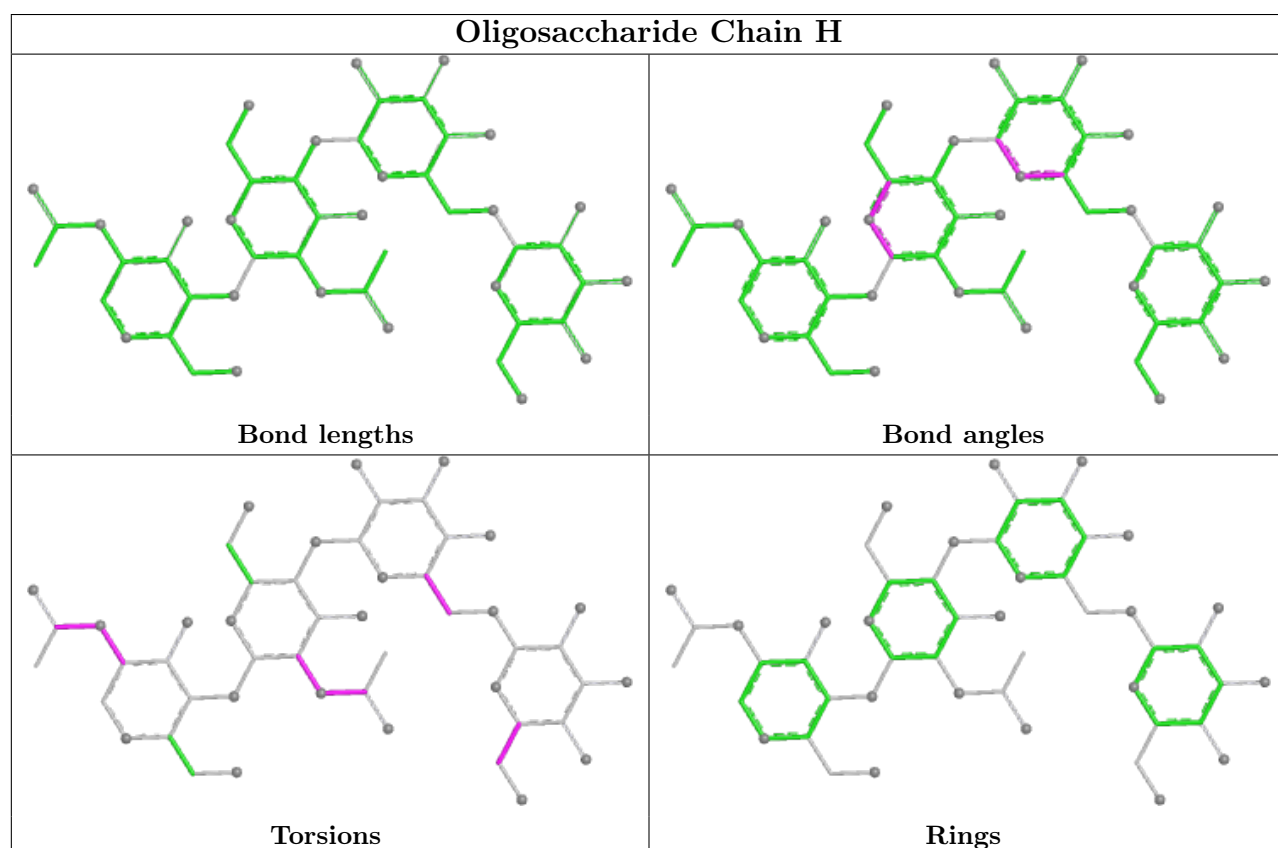 Oligosaccharide Chain H
Bond lengths
Bond angles
Torsions
Rings